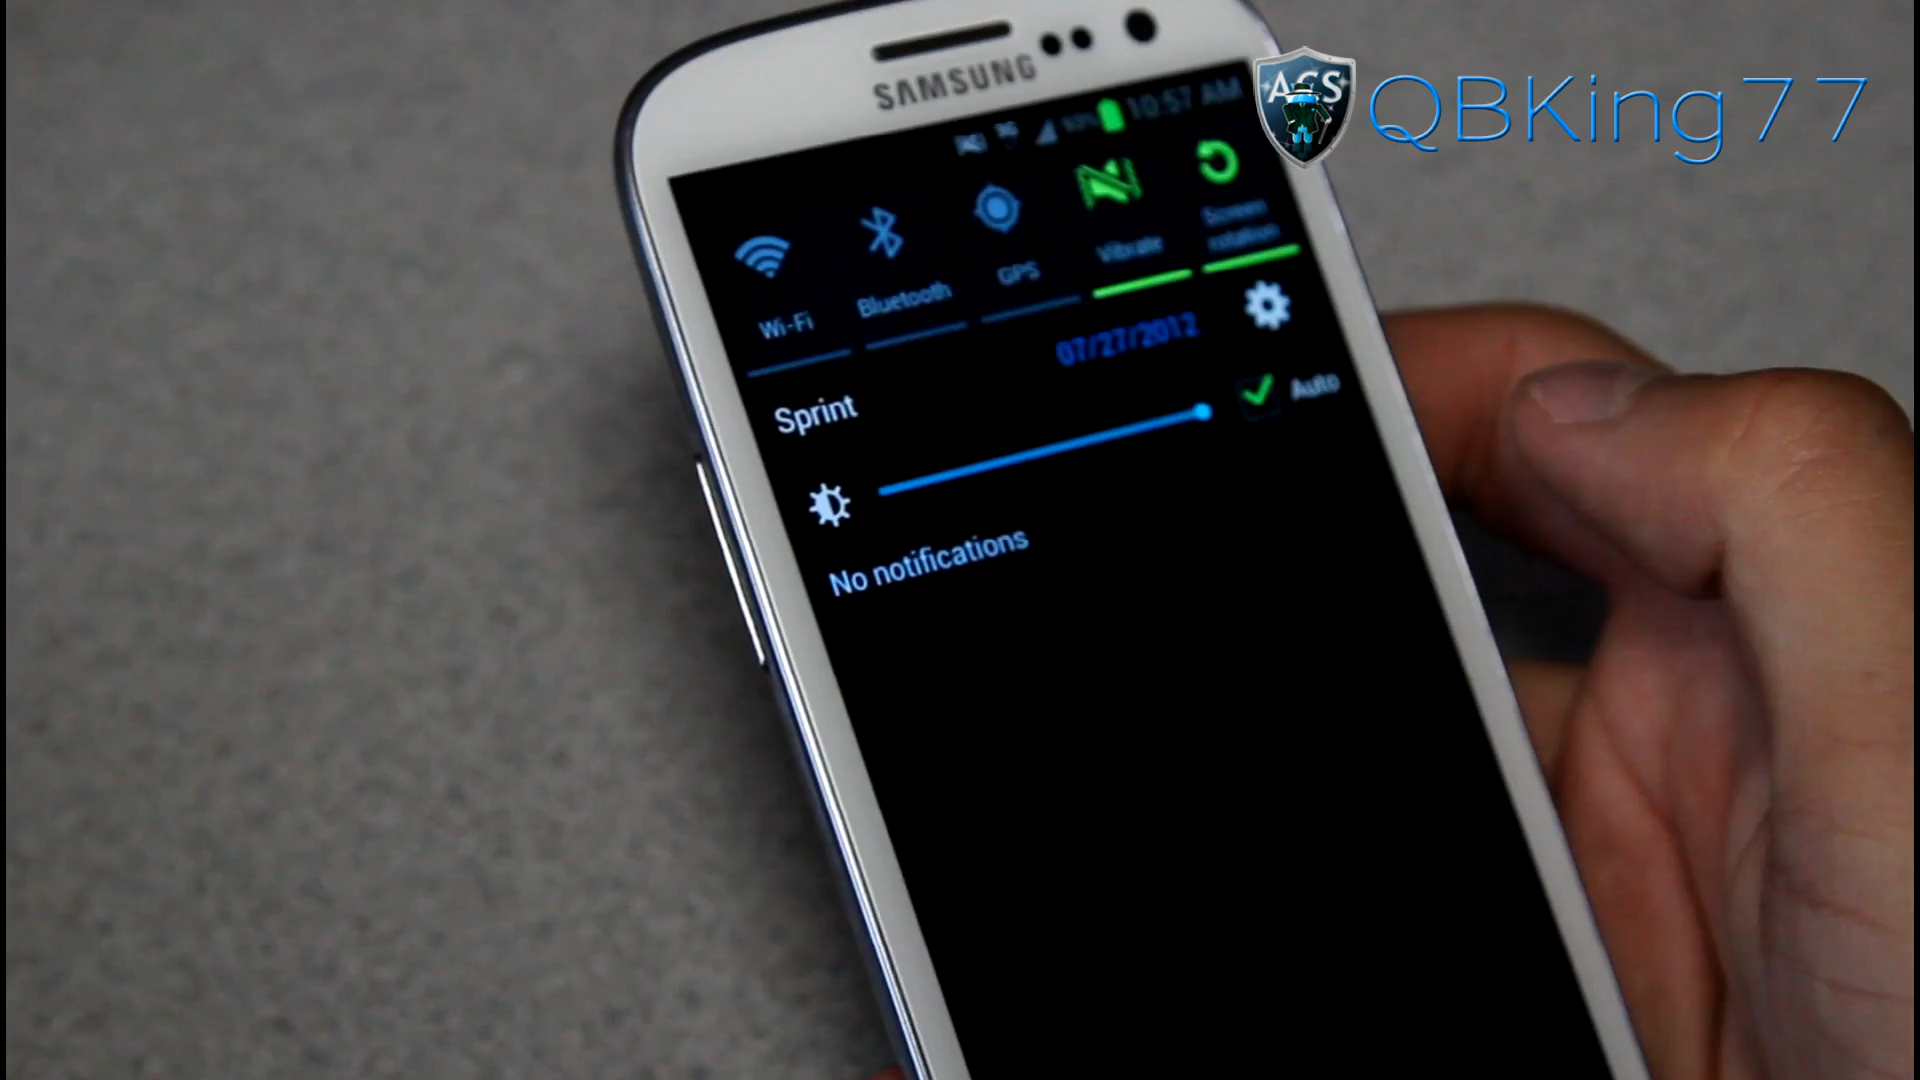 SAMSUNG
ACS
QBKing77
10:57 AM
Wi-Fi
Bluetooth
GPS
Vibrate
Screen
rotation
07/27/2012
Sprint
Auto
No notifications